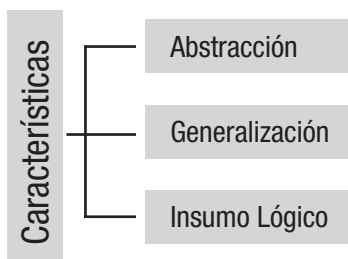 Características
Abstracción
Generalización
Insumo Lógico